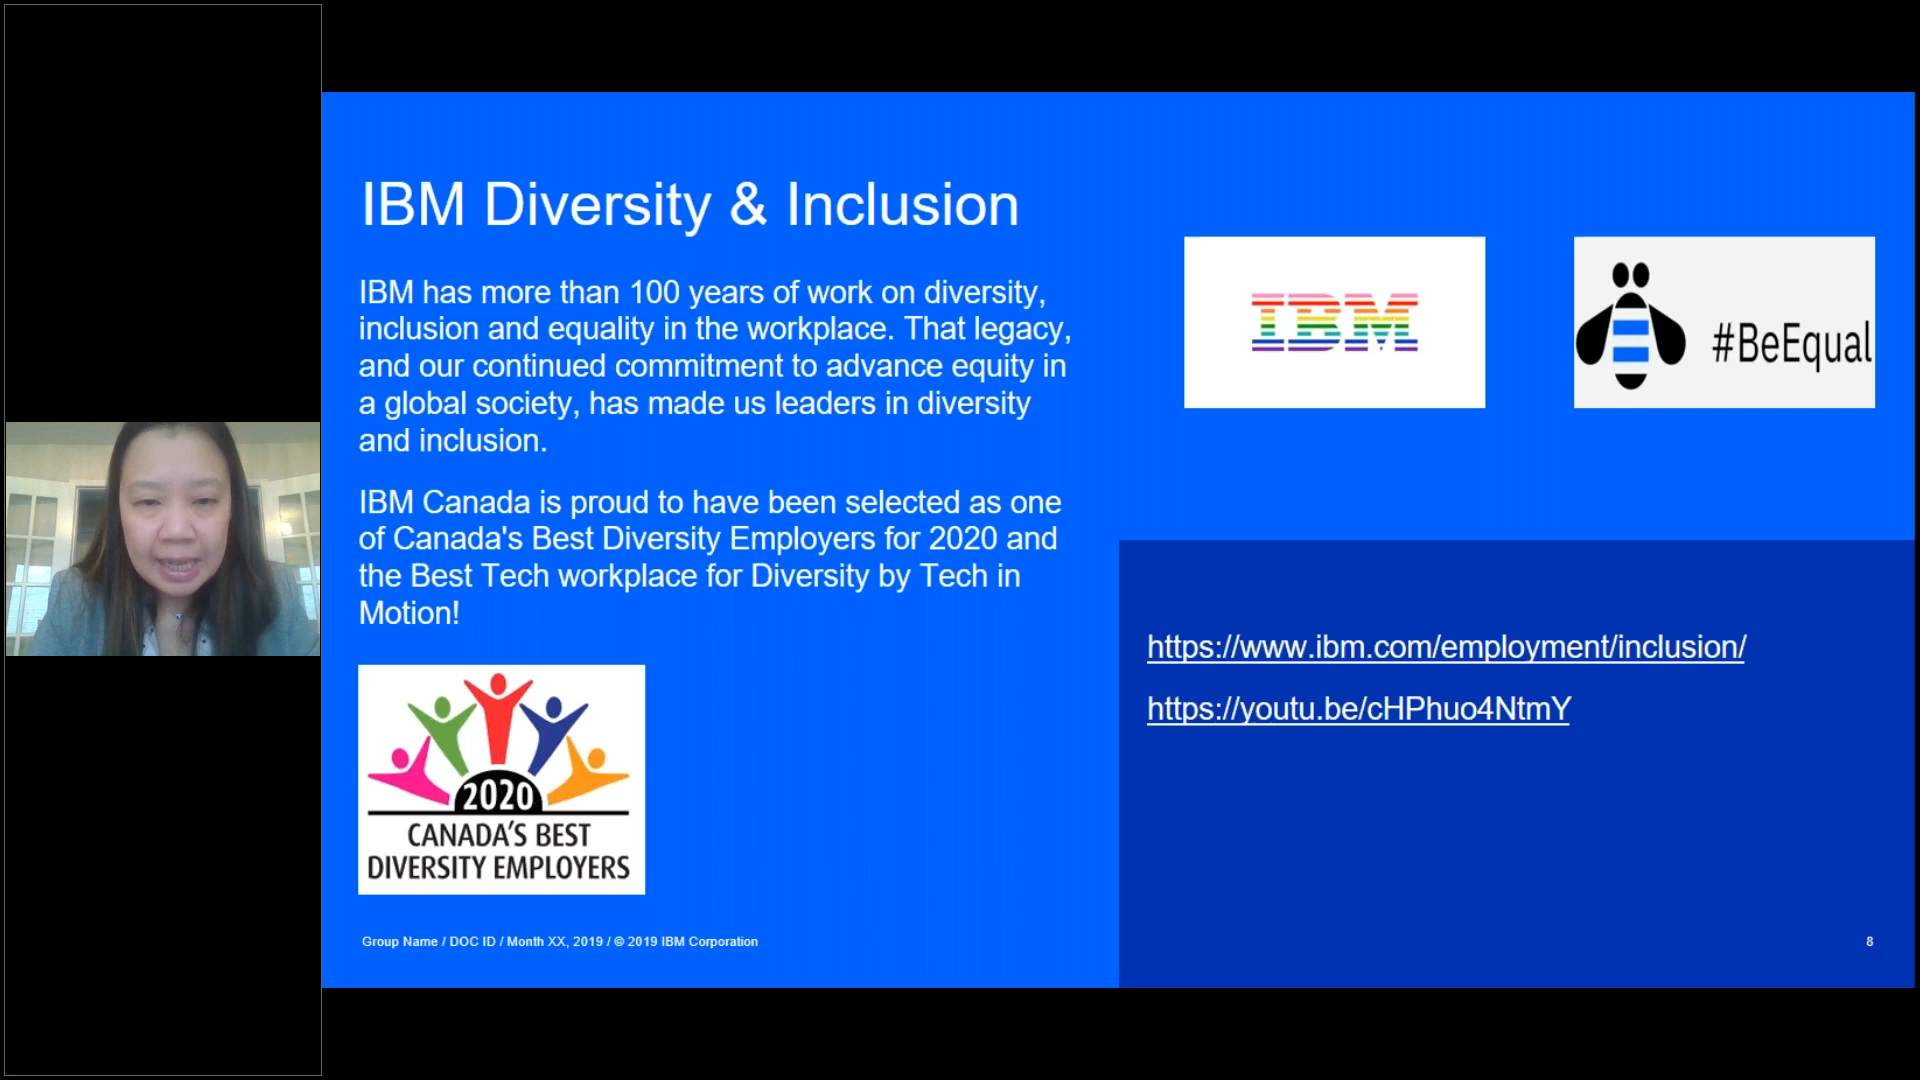 IBM Diversity & Inclusion
IBM has more than 100 years of work on diversity,
inclusion and equality in the workplace. That legacy,
and our continued commitment to advance equity in
a global society, has made us leaders in diversity
and inclusion.
IBM Canada is proud to have been selected as one
of Canada's Best Diversity Employers for 2020 and
the Best Tech workplace for Diversity by Tech in
Motion!
2020
CANADA'S BEST
DIVERSITY EMPLOYERS
IBM
#BeEqual
https://www.ibm.com/employment/inclusion/
https://youtu.be/cHPhuo4NtmY
Group Name / DOC ID / Month XX, 2019 / © 2019 IBM Corporation
8